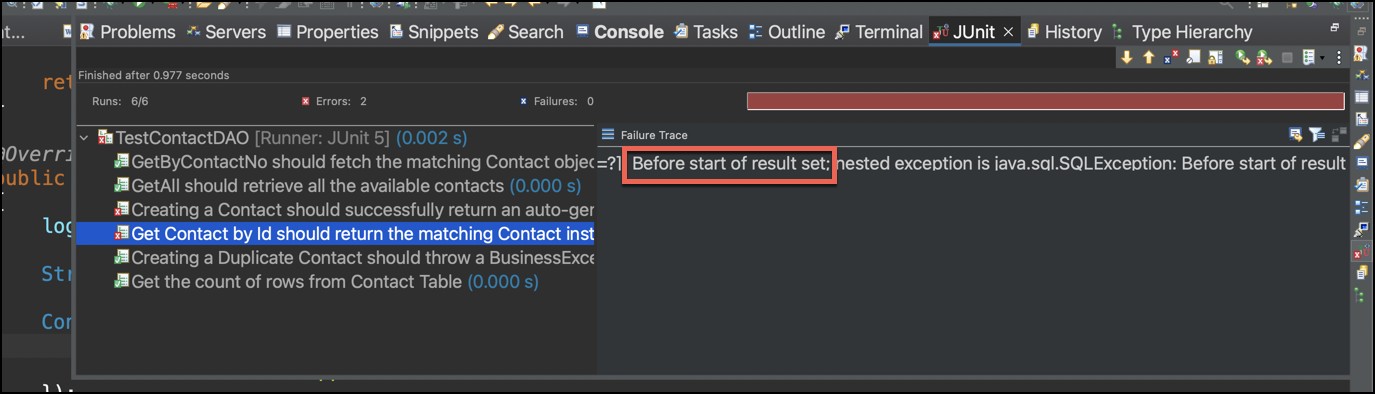 t...
Problems
Servers
Properties
Snippets
Search
Console
Tasks
Outline
Terminal
JUnit
History
Type Hierarchy
Finished after 0.977 seconds
Runs: 6/6
Errors: 2
Failures: 0
TestContactDAO [Runner: JUnit 5] (0.002 s)
GetByContactNo should fetch the matching Contact objec
GetAll should retrieve all the available contacts (0.000 s)
Creating a Contact should successfully return an auto-gen
Get Contact by Id should return the matching Contact inst
Creating a Duplicate Contact should throw a BusinessExce
Get the count of rows from Contact Table (0.000 s)
Failure Trace
=?] Before start of result set; nested exception is java.sql.SQLException: Before start of result
ret
Overri
public
log
Str
Con
});